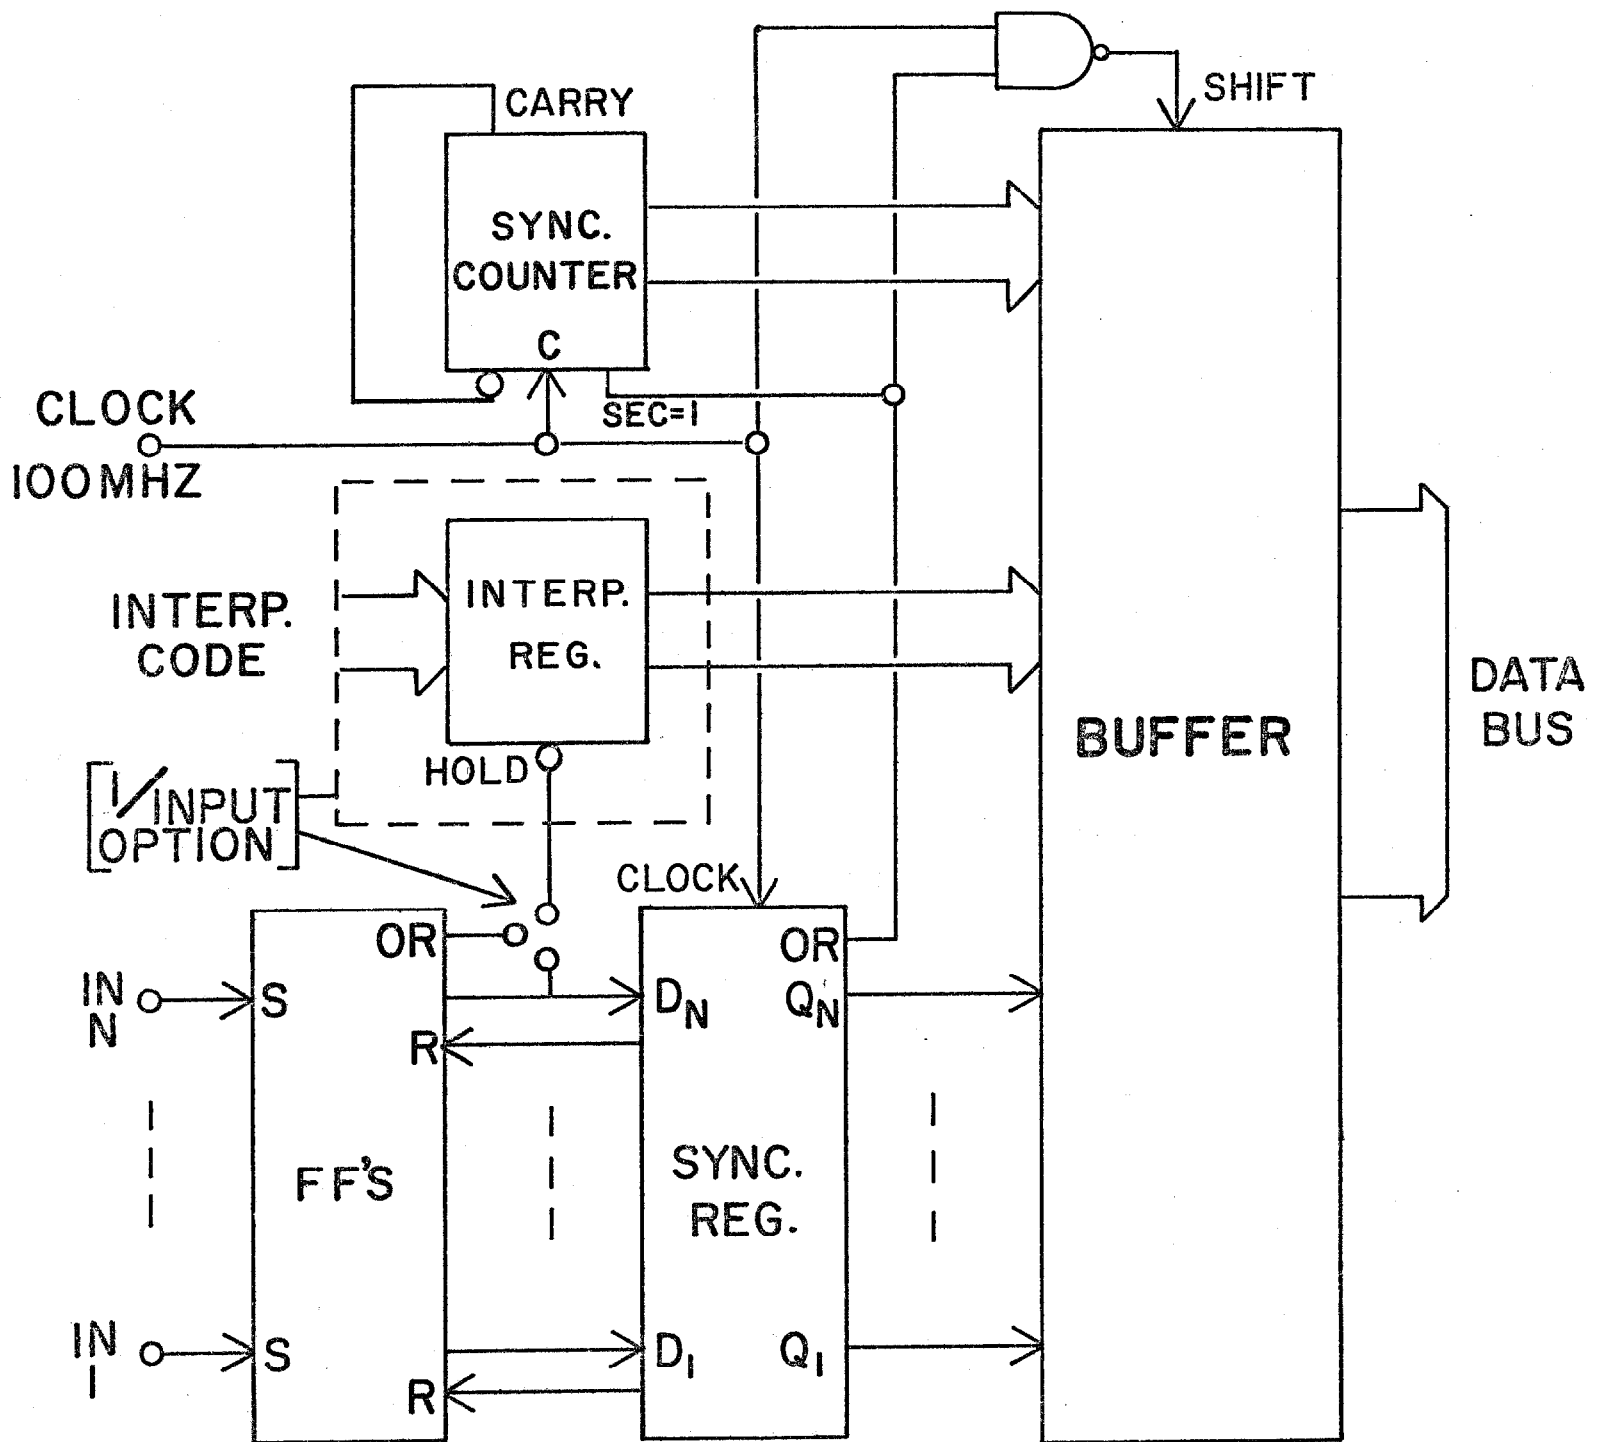 CARRY
SHIFT
SYNC.
COUNTER
C
CLOCK
100MHZ
SEC=1
INTERP.
CODE
INTERP.
REG.
HOLD
BUFFER
DATA
BUS
[1/INPUT
OPTION]
CLOCK
OR
OR
IN
N
S
D_N
Q_N
R
FF'S
SYNC.
REG.
IN
1
S
D_1
Q_1
R